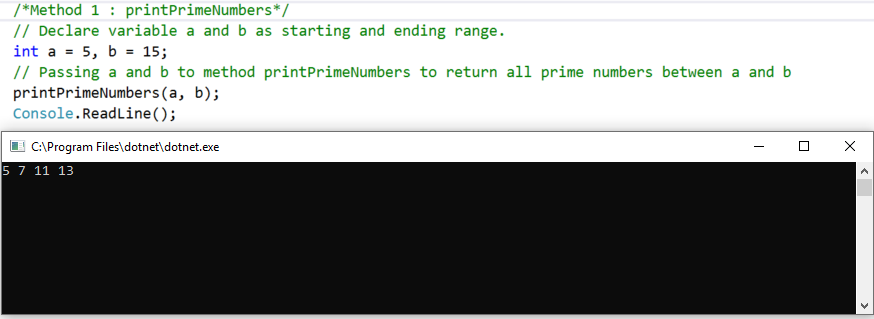 /*Method 1 : printPrimeNumbers*/
// Declare variable a and b as starting and ending range.
int a = 5, b = 15;
// Passing a and b to method printPrimeNumbers to return all prime numbers between a and b
printPrimeNumbers(a, b);
Console.ReadLine();
C:\Program Files\dotnet\dotnet.exe
5 7 11 13